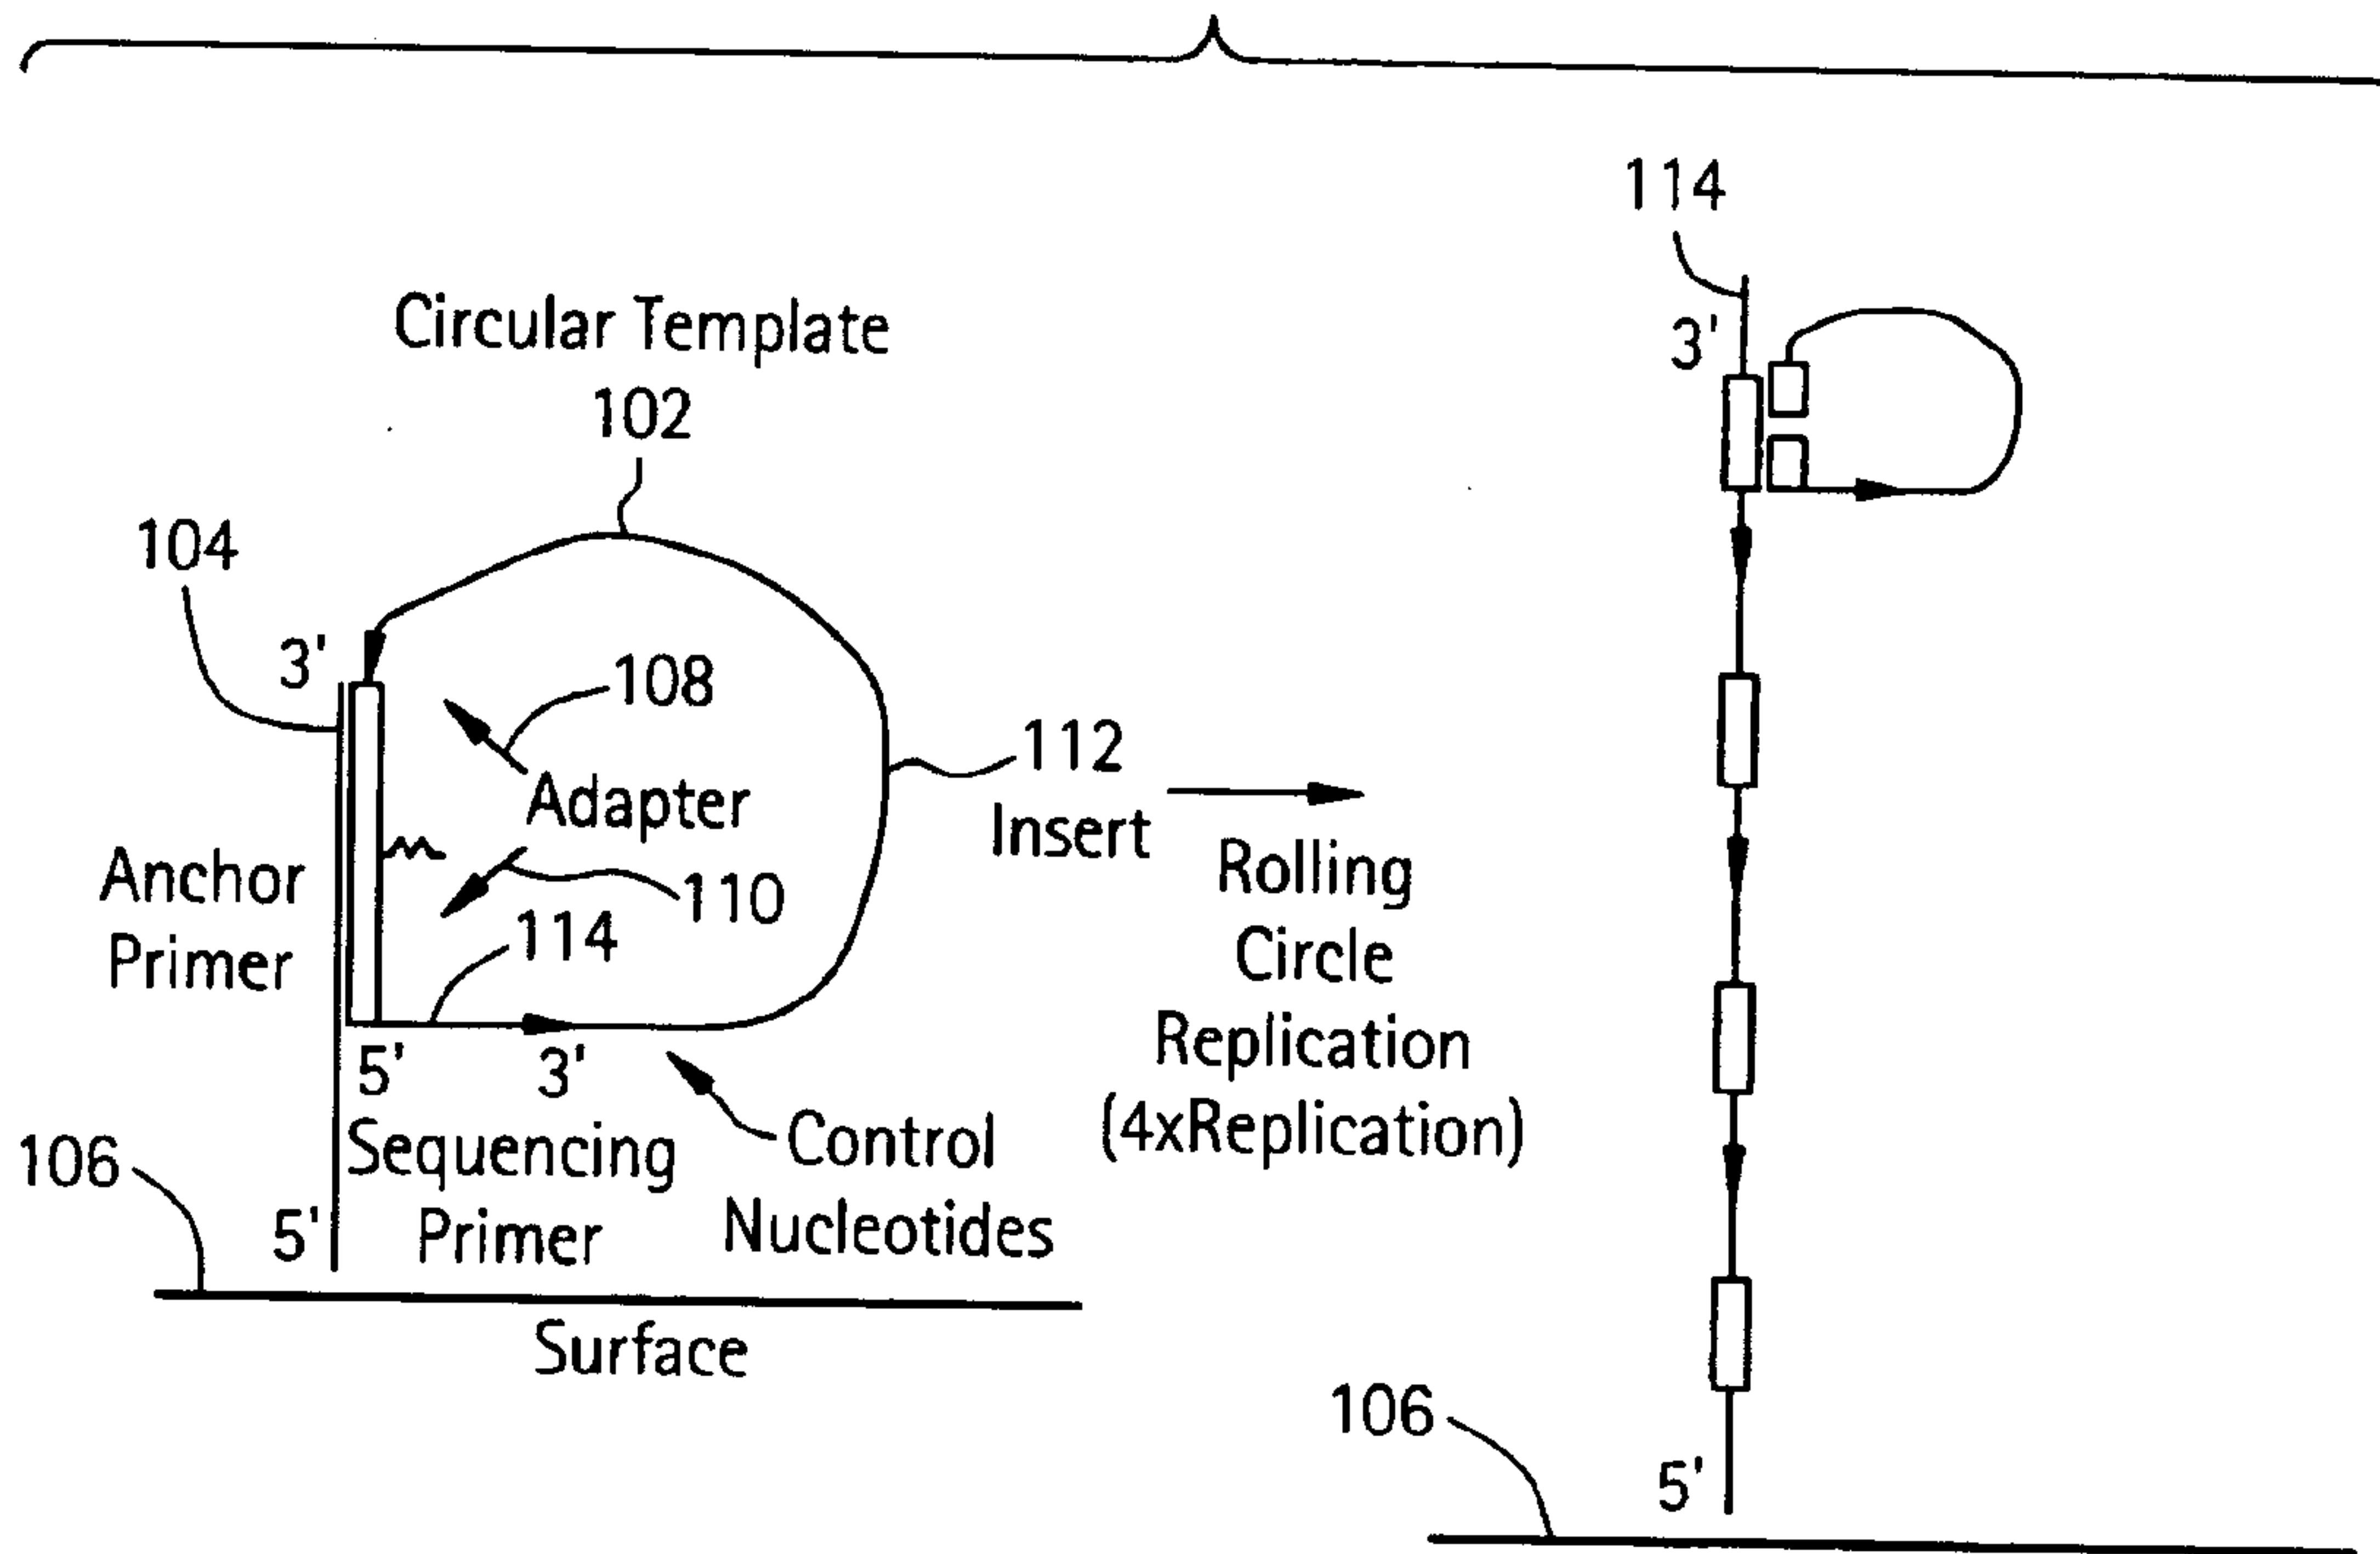 114
3'
Circular Template
102
104
3'
108
Adapter
112
Insert
Anchor
Primer
110
114
5'
3'
Sequencing
Primer
Control
Nucleotides
106
5'
Surface
Rolling
Circle
Replication
(4xReplication)
106
5'